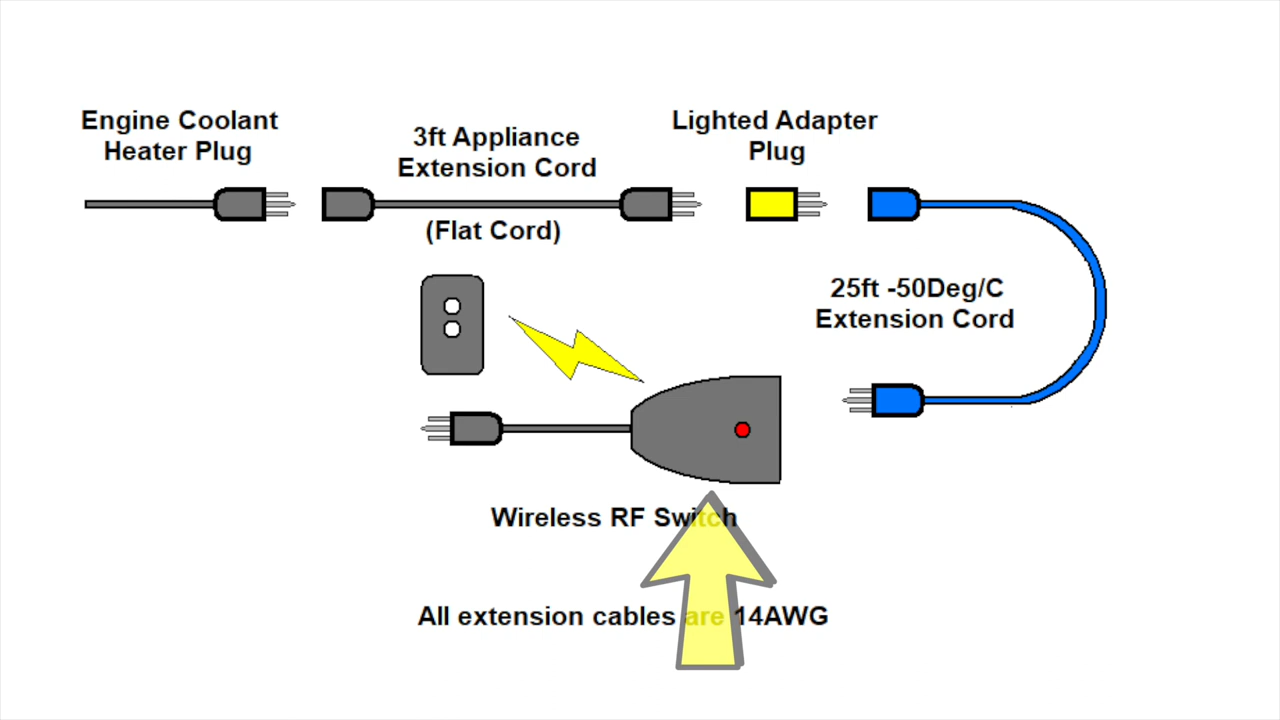 Engine Coolant
Heater Plug
3ft Appliance
Extension Cord
(Flat Cord)
Lighted Adapter
Plug
25ft -50Deg/C
Extension Cord
Wireless RF Switch
All extension cables are 14AWG